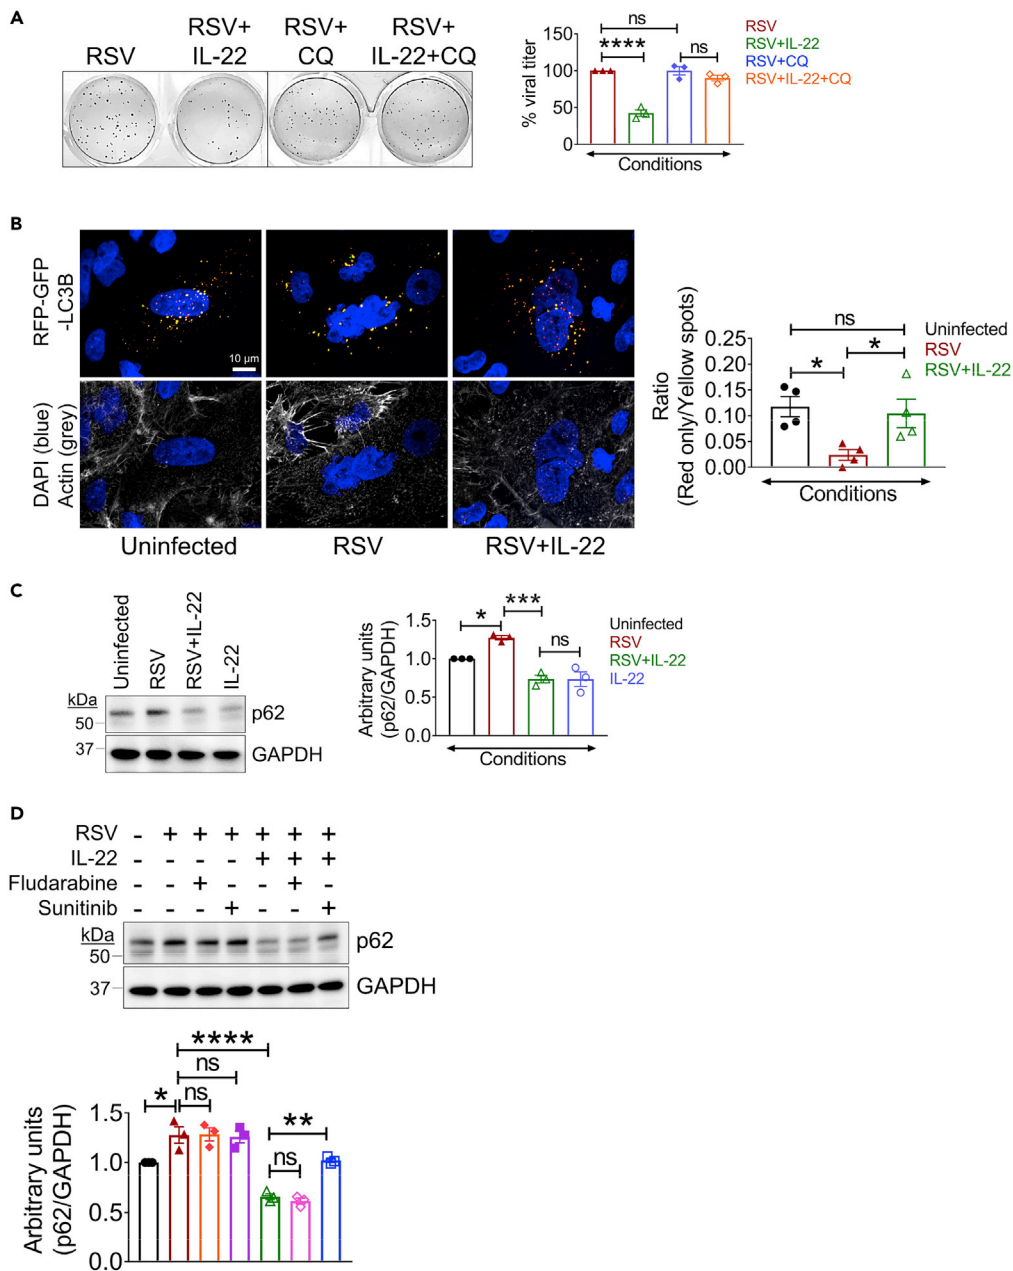 A
RSV
RSV+
IL-22
RSV+
CQ
RSV+
IL-22+CQ
% viral titer
150
100
50
0
ns
****
ns
Conditions
RSV
RSV+IL-22
RSV+CQ
RSV+IL-22+CQ
B
RFP-GFP
-LC3B
10 μm
DAPI (blue)
Actin (grey)
Uninfected
RSV
RSV+IL-22
Ratio
(Red only/Yellow spots)
0.25
0.20
0.15
0.10
0.05
0.00
ns
*
*
Conditions
Uninfected
RSV
RSV+IL-22
C
Uninfected
RSV
RSV+IL-22
IL-22
kDa
50
p62
37
GAPDH
Arbitrary units
(p62/GAPDH)
1.5
1.0
0.5
0.0
*
***
ns
Conditions
Uninfected
RSV
RSV+IL-22
IL-22
D
RSV - + + + + + +
IL-22 - - - - + + +
Fludarabine - - + - - + -
Sunitinib - - - + - - +
kDa
50
p62
37
GAPDH
Arbitrary units
(p62/GAPDH)
1.5
1.0
0.5
0.0
****
ns
*
ns
**
ns